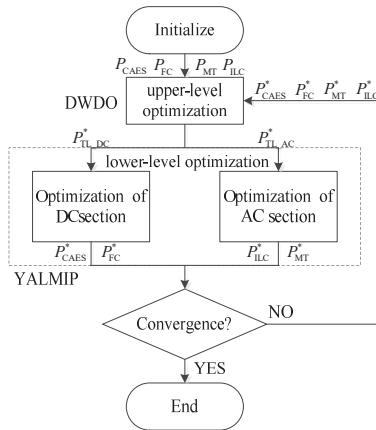 Initialize
P_CAES P_FC P_MT P_ILC
P*_CAES P*_FC P*_MT P*_ILC
DWDO
upper-level
optimization
P*_TL_DC P*_TL_AC
lower-level optimization
Optimization of
DCsection
Optimization of
AC section
P*_CAES P*_FC P*_ILC P*_MT
YALMIP
Convergence?
NO
YES
End